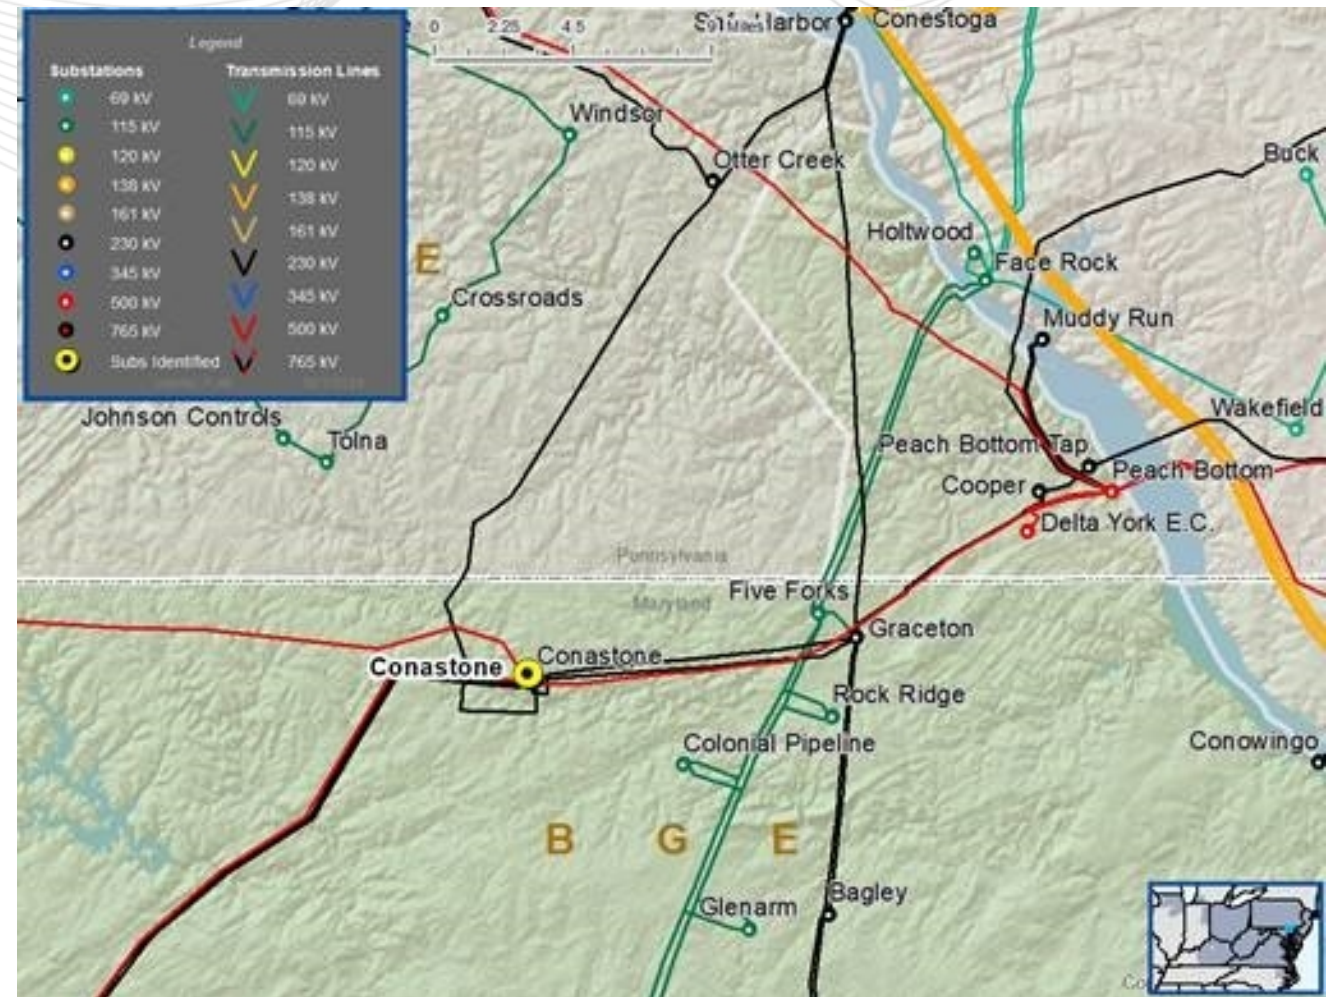 Legend
Substations
Transmission Lines
69 kV
69 kV
115 kV
115 kV
120 kV
120 kV
138 kV
138 kV
161 kV
161 kV
230 kV
230 kV
345 kV
345 kV
500 kV
500 kV
765 kV
765 kV
Subs Identified
0 2.25 4.5 9 Miles
Harbor
Conestoga
Windsor
Otter Creek
Buck
Holtwood
Face Rock
E
Crossroads
Muddy Run
Johnson Controls
Tolna
Wakefield
Peach Bottom Tap
Peach Bottom
Cooper
Delta York E.C.
Pennsylvania
Maryland
Five Forks
Graceton
Conastone
Conastone
Rock Ridge
Colonial Pipeline
Conowingo
B G E
Bagley
Glenarm